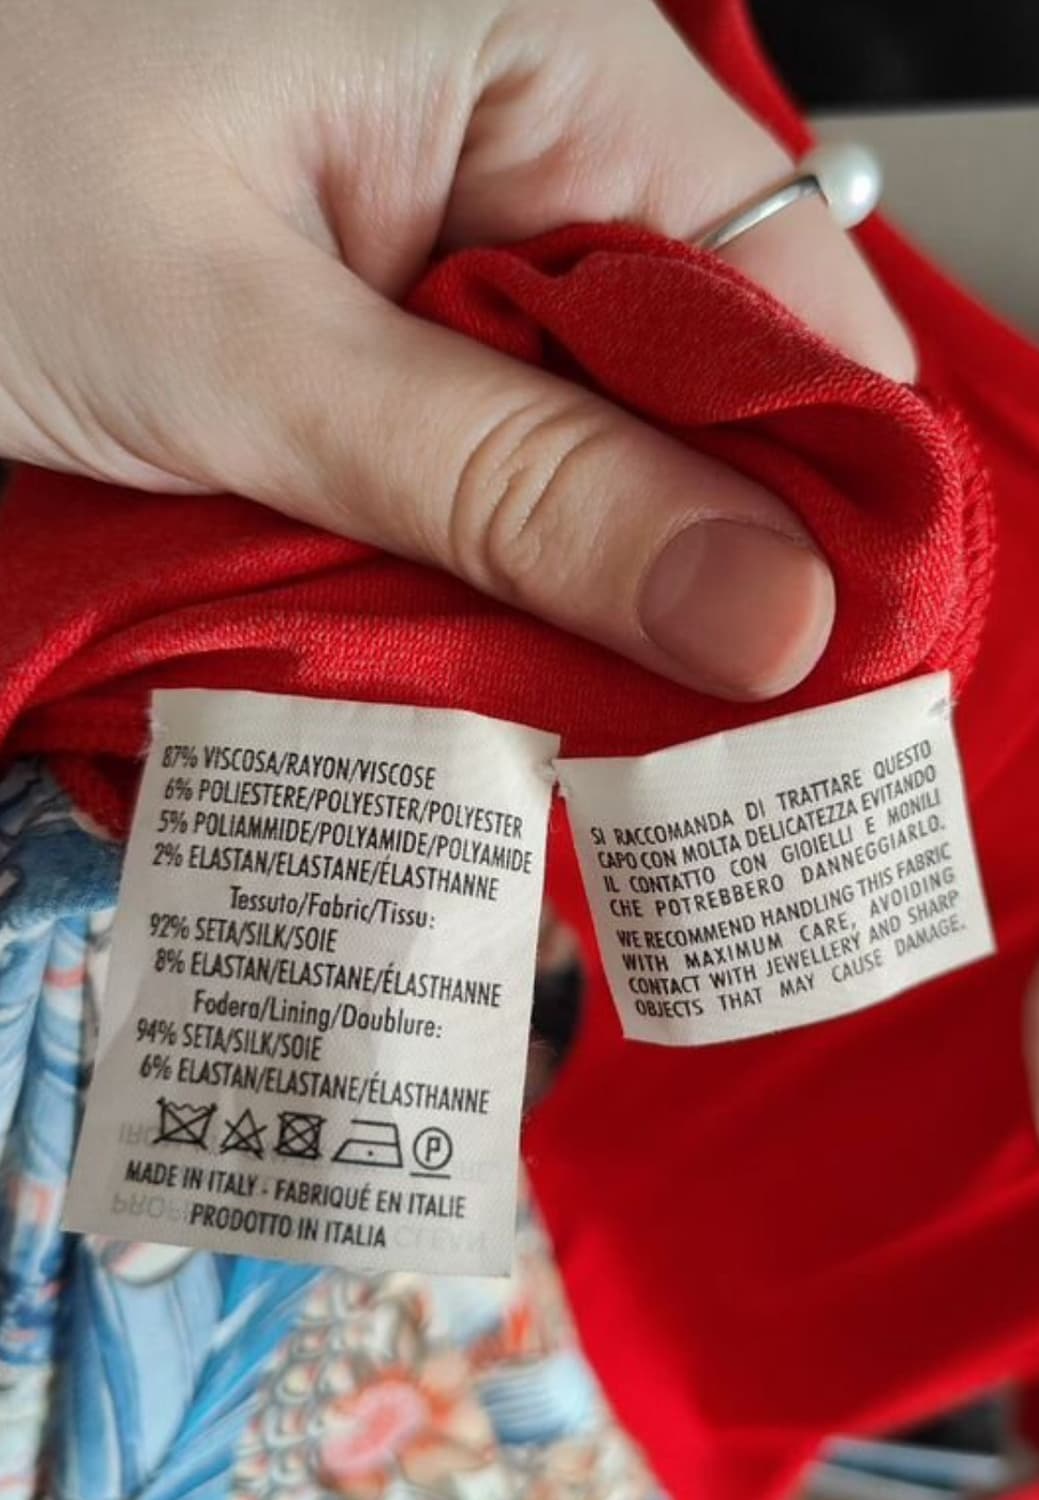 87% VISCOSA/RAYON/VISCOSE
6% POLIESTERE/POLYESTER/POLYESTER
5% POLIAMMIDE/POLYAMIDE/POLYAMIDE
2% ELASTAN/ELASTANE/ÉLASTHANNE
Tessuto/Fabric/Tissu:
92% SETA/SILK/SOIE
8% ELASTAN/ELASTANE/ÉLASTHANNE
Fodera/Lining/Doublure:
94% SETA/SILK/SOIE
6% ELASTAN/ELASTANE/ÉLASTHANNE
P
MADE IN ITALY - FABRIQUÉ EN ITALIE
PRODOTTO IN ITALIA
SI RACCOMANDA DI TRATTARE QUESTO
CAPO CON MOLTA DELICATEZZA EVITANDO
IL CONTATTO CON GIOIELLI E MONILI
CHE POTREBBERO DANNEGGIARLO.
WE RECOMMEND HANDLING THIS FABRIC
WITH MAXIMUM CARE, AVOIDING
CONTACT WITH JEWELLERY AND SHARP
OBJECTS THAT MAY CAUSE DAMAGE.